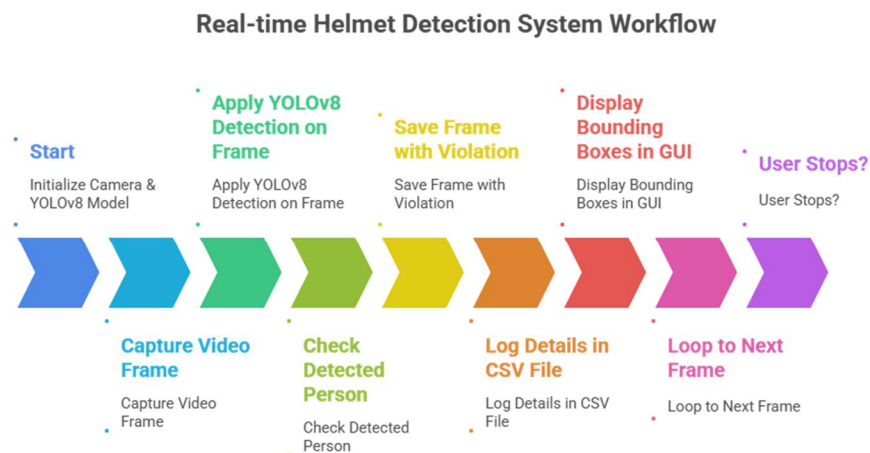 Real-time Helmet Detection System Workflow
Start
Initialize Camera &
YOLOv8 Model
Capture Video
Frame
Capture Video
Frame
Apply YOLOv8
Detection on
Frame
Apply YOLOv8
Detection on Frame
Check
Detected
Person
Check Detected
Person
Save Frame
with Violation
Save Frame with
Violation
Log Details in
CSV File
Log Details in CSV
File
Display
Bounding
Boxes in GUI
Display Bounding
Boxes in GUI
Loop to Next
Frame
Loop to Next Frame
User Stops?
User Stops?